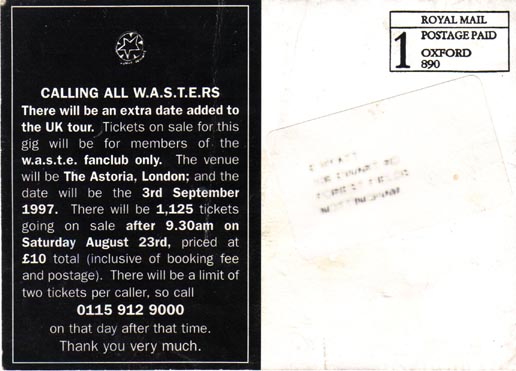 CALLING ALL W.A.S.T.E.R.S
There will be an extra date added to
the UK tour. Tickets on sale for this
gig will be for members of the
w.a.s.t.e. fanclub only. The venue
will be The Astoria, London; and the
date will be the 3rd September
1997. There will be 1,125 tickets
going on sale after 9.30am on
Saturday August 23rd, priced at
£10 total (inclusive of booking fee
and postage). There will be a limit of
two tickets per caller, so call
0115 912 9000
on that day after that time.
Thank you very much.
ROYAL MAIL
1 POSTAGE PAID
OXFORD
890